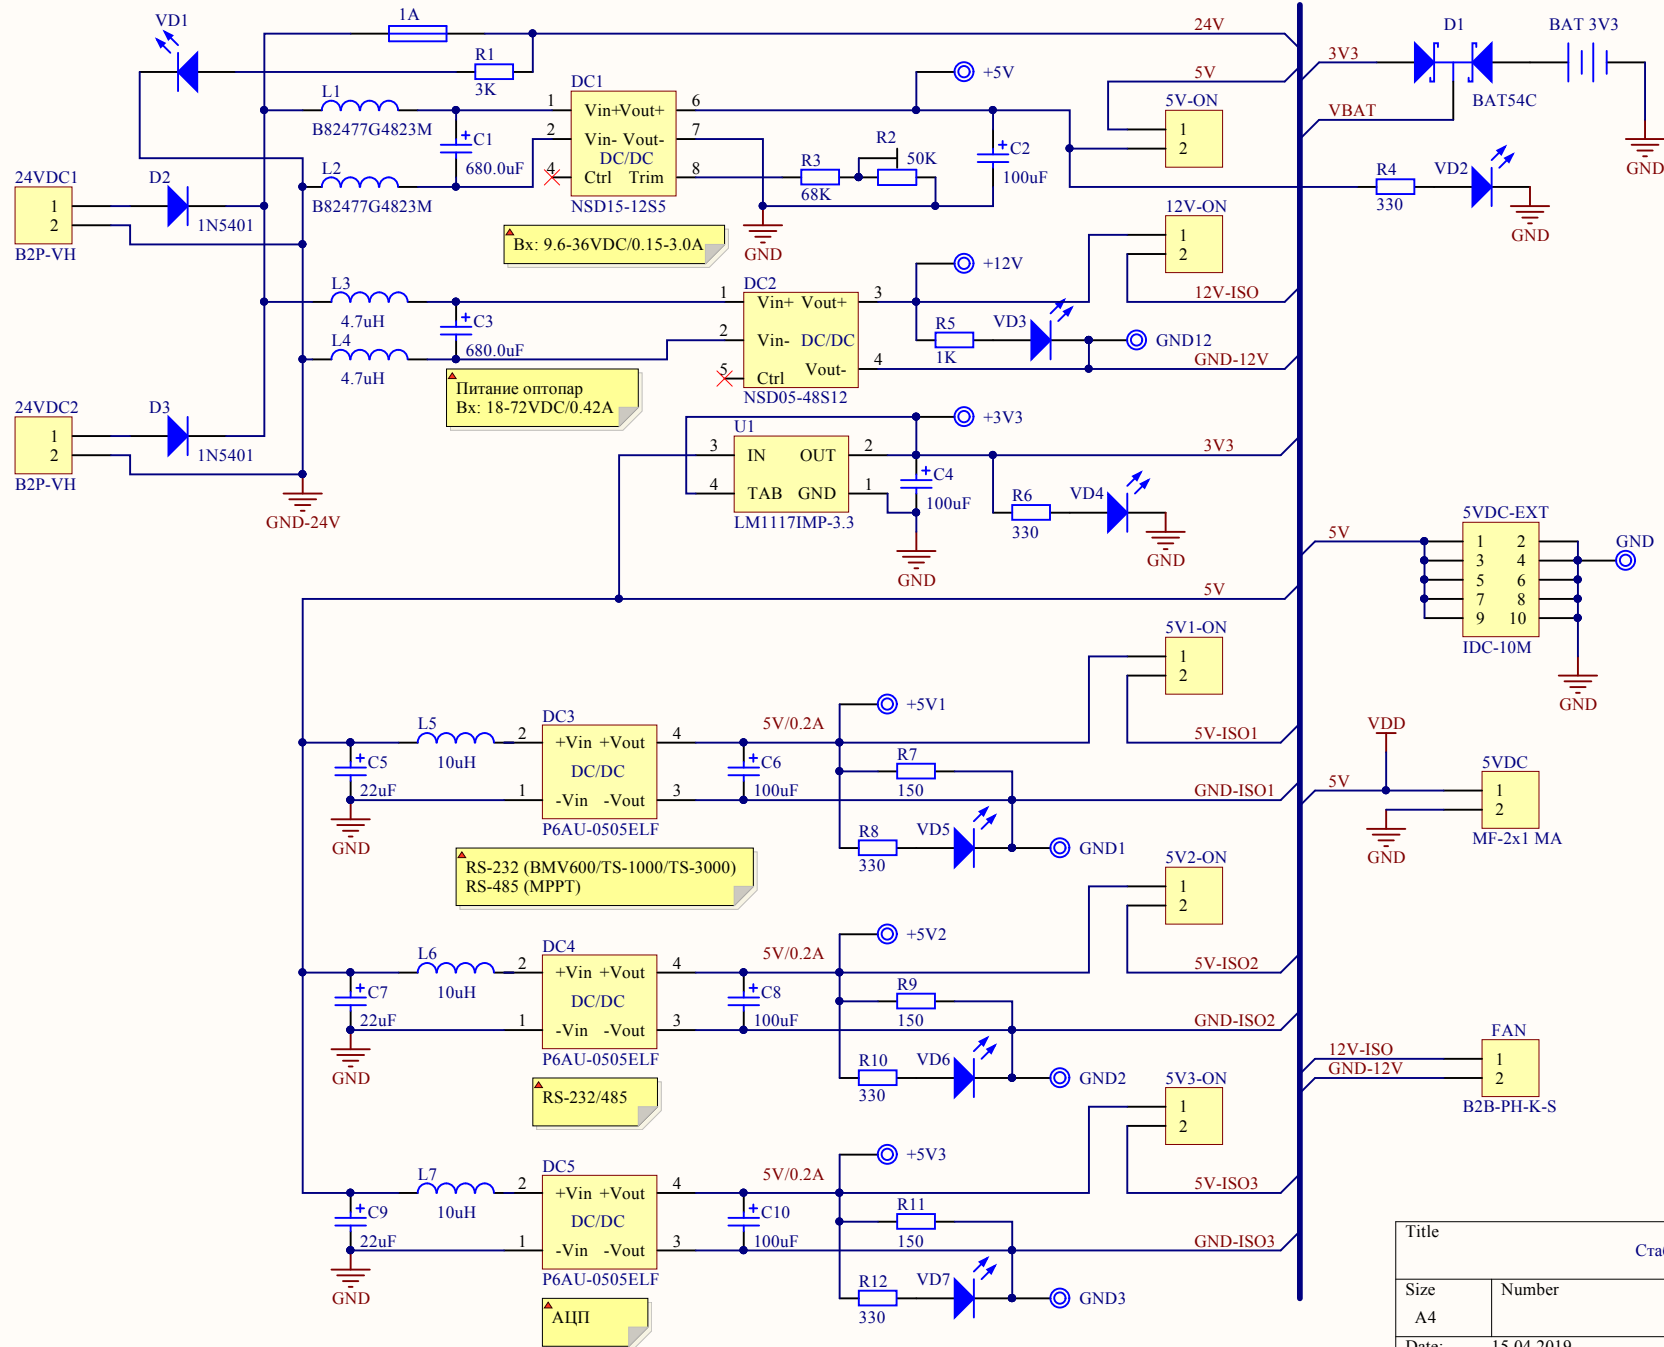 VD1
1A
R1
3K
L1
B82477G4823M
C1
680.0uF
L2
B82477G4823M
24VDC1
1
2
B2P-VH
D2
1N5401
DC1
1
2
4
Vin+ Vout+
Vin- Vout-
DC/DC
Ctrl Trim
NSD15-12S5
6
7
8
+5V
R3
68K
R2
50K
C2
100uF
GND
Вх: 9.6-36VDC/0.15-3.0A
24V
5V
5V-ON
1
2
3V3
VBAT
D1
BAT54C
BAT 3V3
GND
R4
330
VD2
GND
L3
4.7uH
L4
4.7uH
C3
680.0uF
DC2
1
2
5
Vin+ Vout+
Vin- DC/DC
Vout-
Ctrl
NSD05-48S12
3
4
+12V
R5
1K
VD3
GND12
12V-ON
1
2
12V-ISO
GND-12V
Питание оптопар
Вх: 18-72VDC/0.42A
24VDC2
1
2
B2P-VH
D3
1N5401
GND-24V
U1
3
4
IN OUT
TAB GND
LM1117IMP-3.3
2
1
+3V3
C4
100uF
GND
R6
330
VD4
GND
3V3
5V
5V
5VDC-EXT
1 2
3 4
5 6
7 8
9 10
IDC-10M
GND
GND
L5
10uH
C5
22uF
GND
DC3
2
1
+Vin +Vout
DC/DC
-Vin -Vout
P6AU-0505ELF
4
3
5V/0.2A
C6
100uF
+5V1
R7
150
R8
330
VD5
GND1
5V1-ON
1
2
5V-ISO1
GND-ISO1
RS-232 (BMV600/TS-1000/TS-3000)
RS-485 (MPPT)
VDD
5V
5VDC
1
2
MF-2x1 MA
GND
L6
10uH
C7
22uF
GND
DC4
2
1
+Vin +Vout
DC/DC
-Vin -Vout
P6AU-0505ELF
4
3
5V/0.2A
C8
100uF
+5V2
R9
150
R10
330
VD6
GND2
5V2-ON
1
2
5V-ISO2
GND-ISO2
RS-232/485
12V-ISO
GND-12V
FAN
1
2
B2B-PH-K-S
L7
10uH
C9
22uF
GND
DC5
2
1
+Vin +Vout
DC/DC
-Vin -Vout
P6AU-0505ELF
4
3
5V/0.2A
C10
100uF
+5V3
R11
150
R12
330
VD7
GND3
5V3-ON
1
2
5V-ISO3
GND-ISO3
АЦП
Title
Size
Number
A4
Date:
15.04.2019